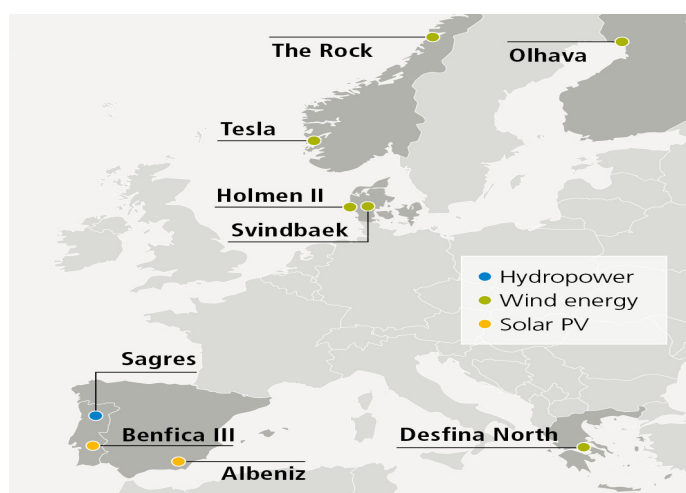 The Rock
Olhava
Tesla
Holmen II
Svindbaek
Hydropower
Wind energy
Solar PV
Sagres
Benfica III
Desfina North
Albeniz